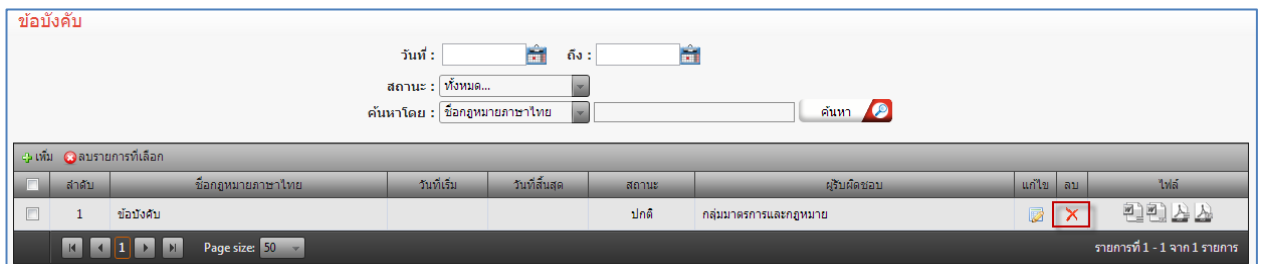 ข้อบังคับ
วันที่ : ถึง :
สถานะ : ทั้งหมด...
ค้นหาโดย : ชื่อกฎหมายภาษาไทย ค้นหา
เพิ่ม ลบรายการที่เลือก
ลำดับ ชื่อกฎหมายภาษาไทย วันที่เริ่ม วันที่สิ้นสุด สถานะ ผู้รับผิดชอบ แก้ไข ลบ ไฟล์
1 ข้อบังคับ ปกติ กลุ่มมาตรการและกฎหมาย
1 Page size: 50 รายการที่ 1 - 1 จาก 1 รายการ